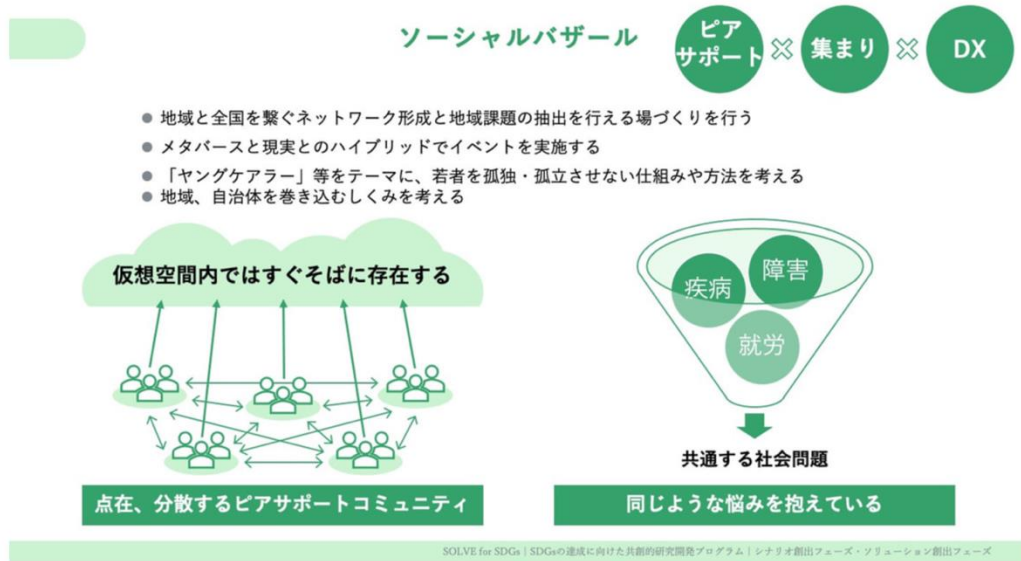 ソーシャルバザール
ピア
サポート
×
集まり
×
DX
● 地域と全国を繋ぐネットワーク形成と地域課題の抽出を行える場づくりを行う
● メタバースと現実とのハイブリッドでイベントを実施する
● 「ヤングケアラー」等をテーマに、若者を孤独・孤立させない仕組みや方法を考える
● 地域、自治体を巻き込むしくみを考える
仮想空間内ではすぐそばに存在する
点在、分散するピアサポートコミュニティ
疾病
障害
就労
共通する社会問題
同じような悩みを抱えている
SOLVE for SDGs｜SDGsの達成に向けた共創的研究開発プログラム｜シナリオ創出フェーズ・ソリューション創出フェーズ